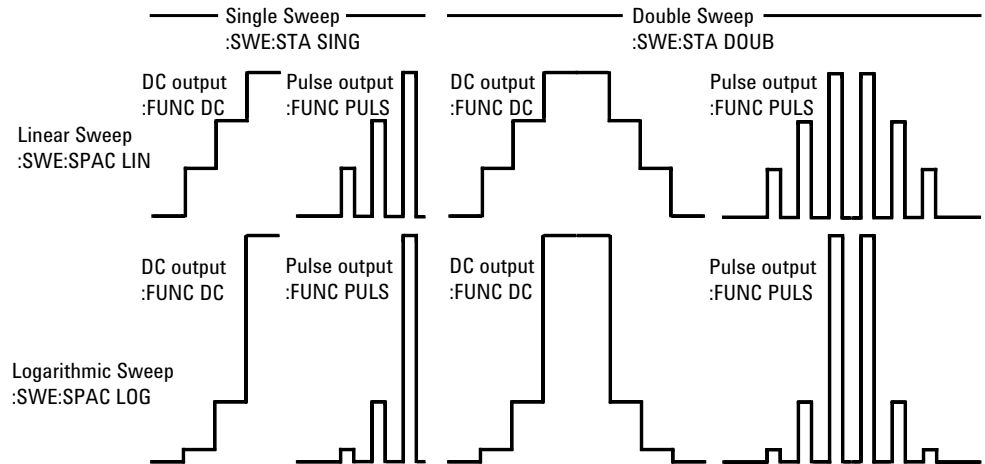 Single Sweep
:SWE:STA SING
Double Sweep
:SWE:STA DOUB
DC output
:FUNC DC
Pulse output
:FUNC PULS
DC output
:FUNC DC
Pulse output
:FUNC PULS
Linear Sweep
:SWE:SPAC LIN
DC output
:FUNC DC
Pulse output
:FUNC PULS
DC output
:FUNC DC
Pulse output
:FUNC PULS
Logarithmic Sweep
:SWE:SPAC LOG